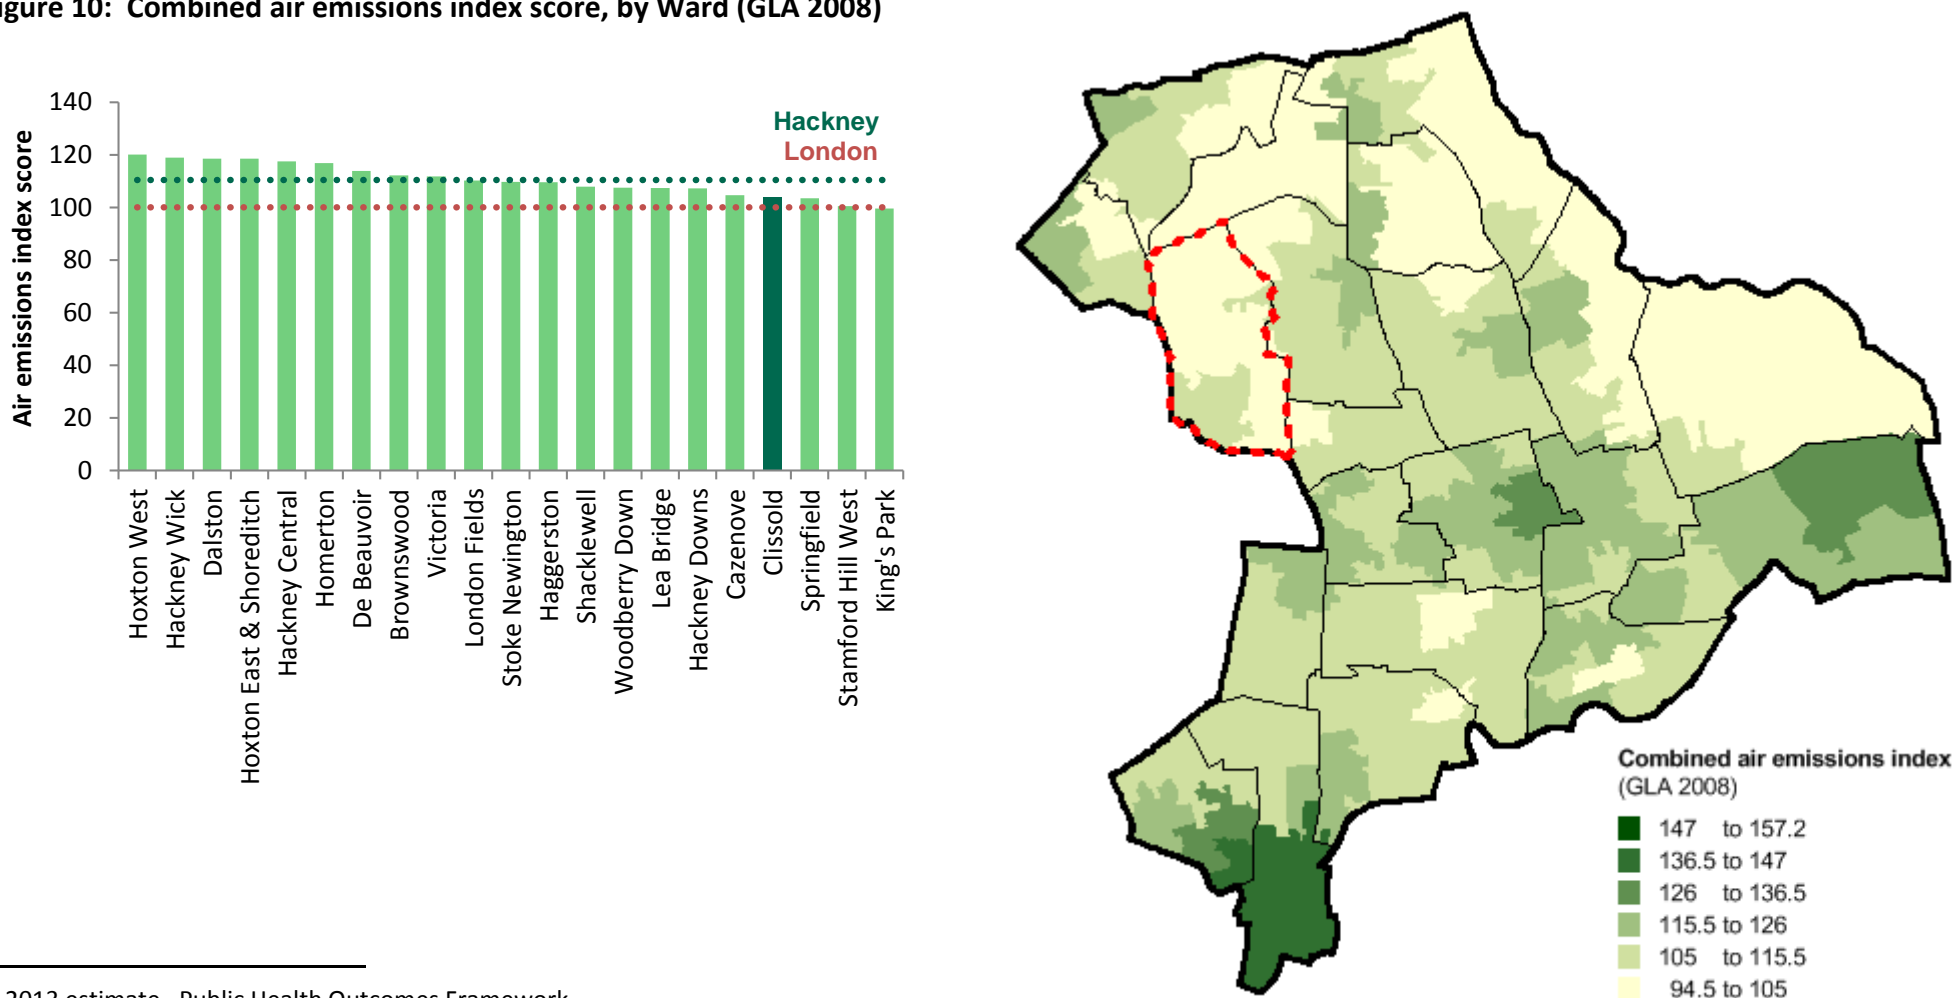 igure 10: Combined air emissions index score, by Ward (GLA 2008)
Air emissions index score
140
120
100
80
60
40
20
0
Hackney
London
Hoxton West
Hackney Wick
Dalston
Hoxton East & Shoreditch
Hackney Central
Homerton
De Beauvoir
Brownswood
Victoria
London Fields
Stoke Newington
Haggerston
Shacklewell
Woodberry Down
Lea Bridge
Hackney Downs
Cazenove
Clissold
Springfield
Stamford Hill West
King's Park
Combined air emissions index
(GLA 2008)
147 to 157.2
136.5 to 147
126 to 136.5
115.5 to 126
105 to 115.5
94.5 to 105
2012 estimate - Public Health Outcomes Framework